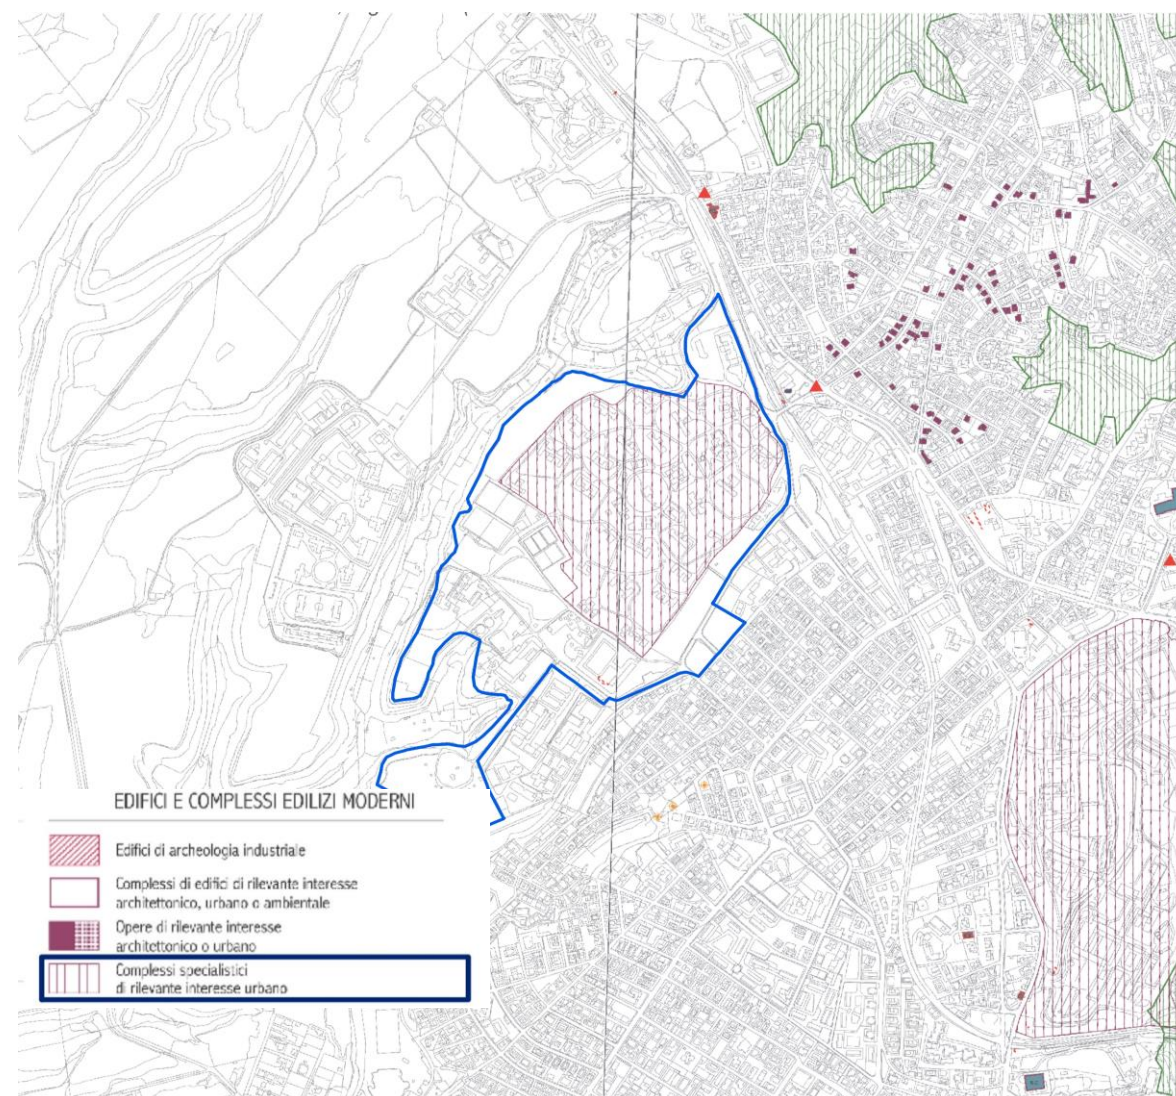 EDIFICI E COMPLESSI EDILIZI MODERNI
Edifici di archeologia industriale
Complessi di edifici di rilevante interesse
architettonico, urbano o ambientale
Opere di rilevante interesse
architettonico o urbano
Complessi specialistici
di rilevante interesse urbano